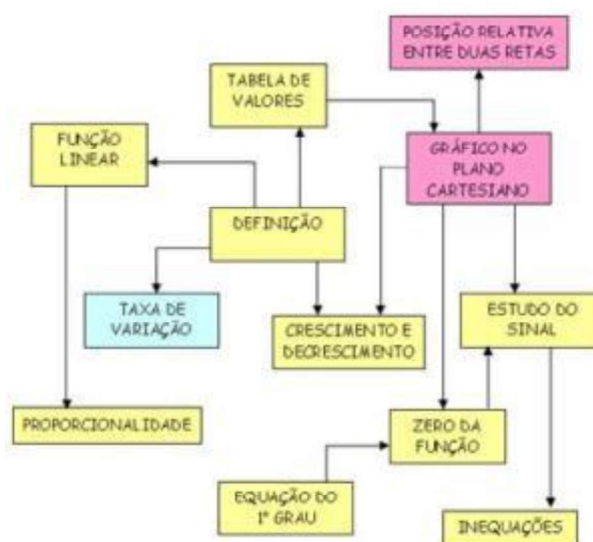 POSIÇÃO RELATIVA
ENTRE DUAS RETAS
TABELA DE
VALORES
FUNÇÃO
LINEAR
GRÁFICO NO
PLANO
CARTESIANO
DEFINIÇÃO
TAXA DE
VARIAÇÃO
CRESCIMENTO E
DECRESCIMENTO
ESTUDO DO
SINAL
PROPORCIONALIDADE
ZERO DA
FUNÇÃO
EQUAÇÃO DO
1º GRAU
INEQUAÇÕES